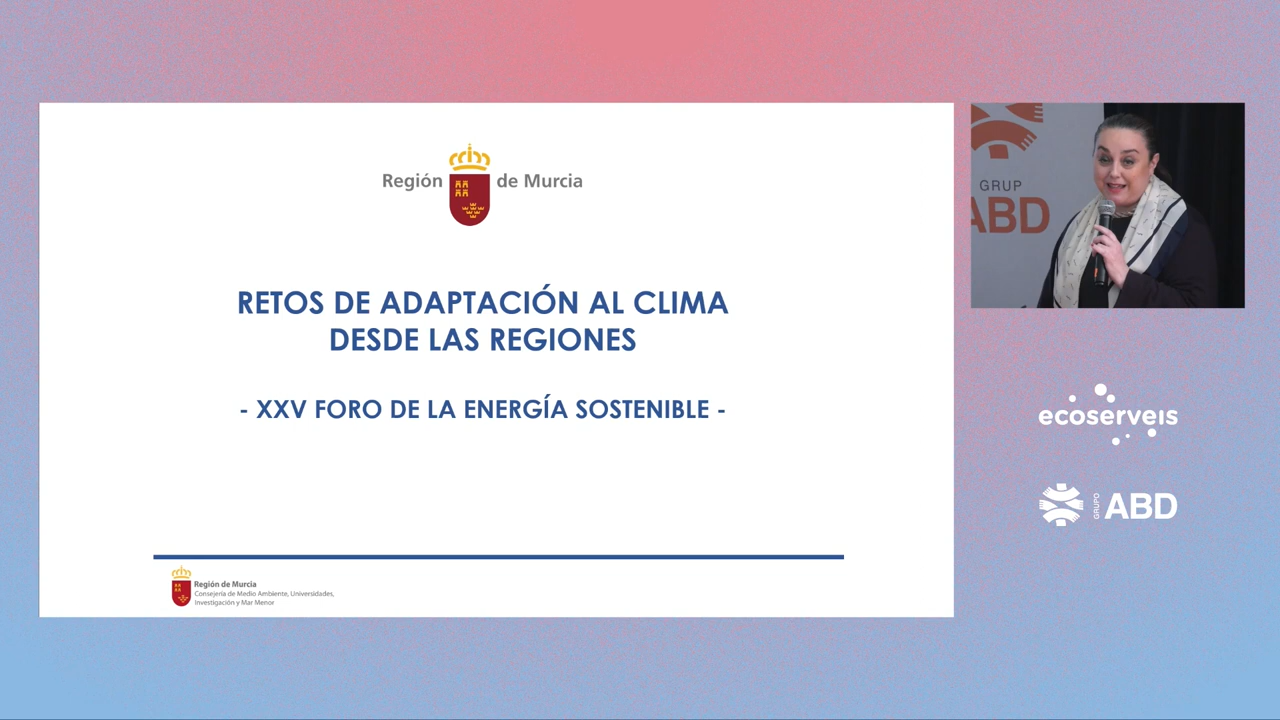 Región de Murcia
RETOS DE ADAPTACIÓN AL CLIMA
DESDE LAS REGIONES
- XXV FORO DE LA ENERGÍA SOSTENIBLE -
Región de Murcia
Consejería de Medio Ambiente, Universidades,
Investigación y Mar Menor
GRUP
ABD
ecoserveis
GRUPO ABD